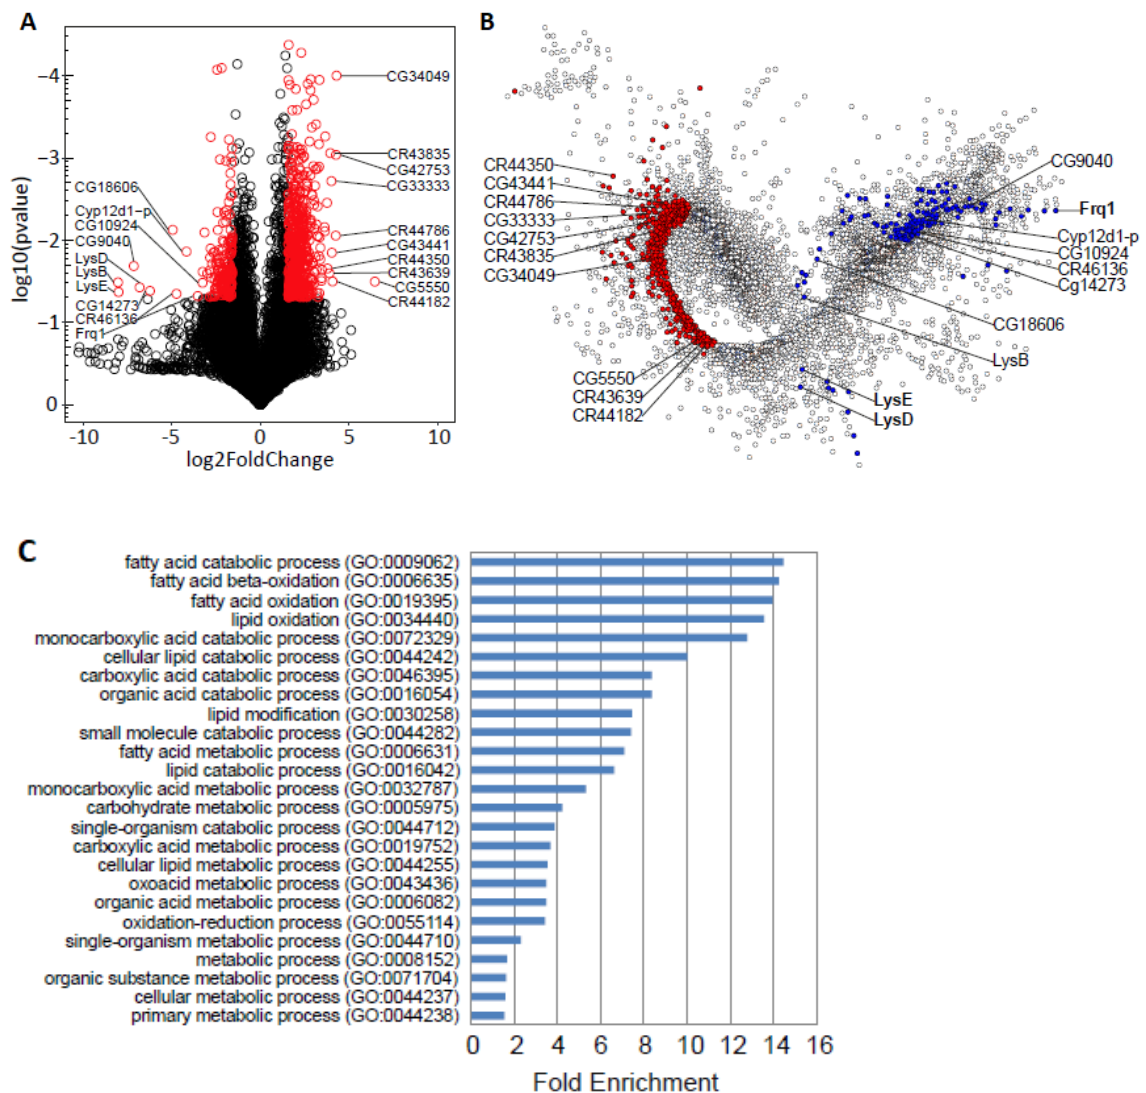 A
log10(pvalue)
−4
−3
−2
−1
0
-10
-5
0
5
10
log2FoldChange
CG34049
CR43835
CG42753
CG33333
CR44786
CG43441
CR44350
CR43639
CG5550
CR44182
CG18606
Cyp12d1-p
CG10924
CG9040
LysD
LysB
LysE
CG14273
CR46136
Frq1
B
CR44350
CG43441
CR44786
CG33333
CG42753
CR43835
CG34049
CG5550
CR43639
CR44182
CG9040
Frq1
Cyp12d1-p
CG10924
CR46136
Cg14273
CG18606
LysB
LysE
LysD
C
fatty acid catabolic process (GO:0009062)
fatty acid beta-oxidation (GO:0006635)
fatty acid oxidation (GO:0019395)
lipid oxidation (GO:0034440)
monocarboxylic acid catabolic process (GO:0072329)
cellular lipid catabolic process (GO:0044242)
carboxylic acid catabolic process (GO:0046395)
organic acid catabolic process (GO:0016054)
lipid modification (GO:0030258)
small molecule catabolic process (GO:0044282)
fatty acid metabolic process (GO:0006631)
lipid catabolic process (GO:0016042)
monocarboxylic acid metabolic process (GO:0032787)
carbohydrate metabolic process (GO:0005975)
single-organism catabolic process (GO:0044712)
carboxylic acid metabolic process (GO:0019752)
cellular lipid metabolic process (GO:0044255)
oxoacid metabolic process (GO:0043436)
organic acid metabolic process (GO:0006082)
oxidation-reduction process (GO:0055114)
single-organism metabolic process (GO:0044710)
metabolic process (GO:0008152)
organic substance metabolic process (GO:0071704)
cellular metabolic process (GO:0044237)
primary metabolic process (GO:0044238)
0 2 4 6 8 10 12 14 16
Fold Enrichment